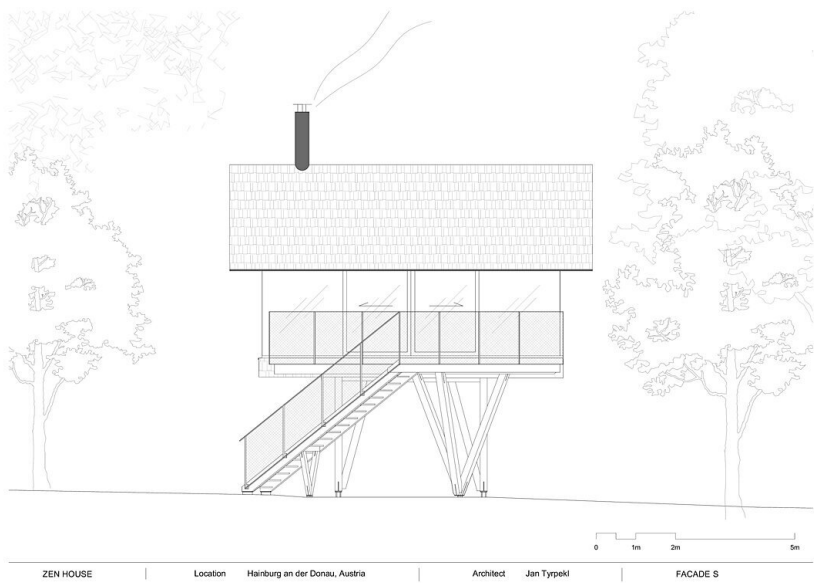 0 1m 2m 5m
ZEN HOUSE Location Hainburg an der Donau, Austria Architect Jan Tyrpekl FACADE S